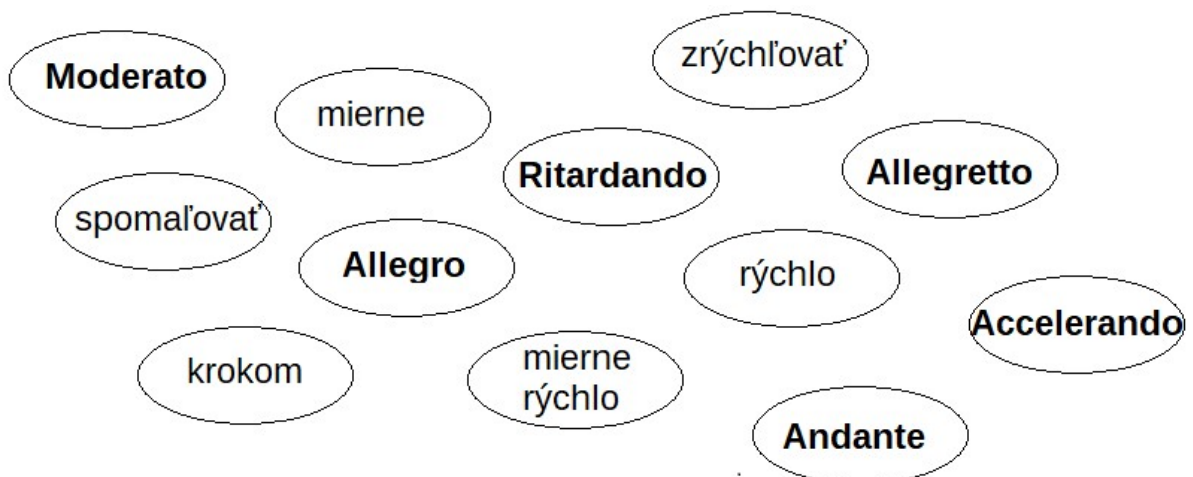 Moderato
zrýchľovať
mierne
Ritardando
Allegretto
spomaľovať
Allegro
rýchlo
Accelerando
krokom
mierne
rýchlo
Andante